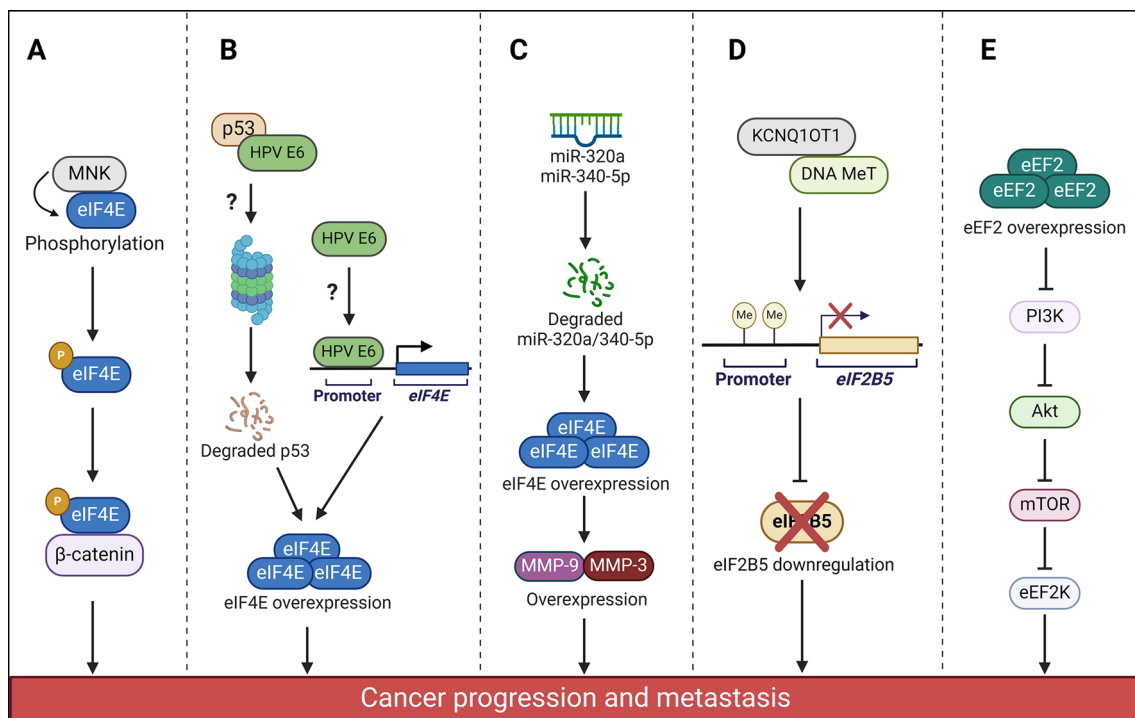 A
MNK
eIF4E
Phosphorylation
P
eIF4E
P
eIF4E
β-catenin
B
p53
HPV E6
?
HPV E6
?
HPV E6
Promoter
eIF4E
Degraded p53
eIF4E
eIF4E eIF4E
eIF4E overexpression
C
miR-320a
miR-340-5p
Degraded
miR-320a/340-5p
eIF4E
eIF4E eIF4E
eIF4E overexpression
MMP-9 MMP-3
Overexpression
D
KCNQ1OT1
DNA MeT
Me Me
Promoter
eIF2B5
eIF2B5
eIF2B5 downregulation
E
eEF2
eEF2 eEF2
eEF2 overexpression
PI3K
Akt
mTOR
eEF2K
Cancer progression and metastasis